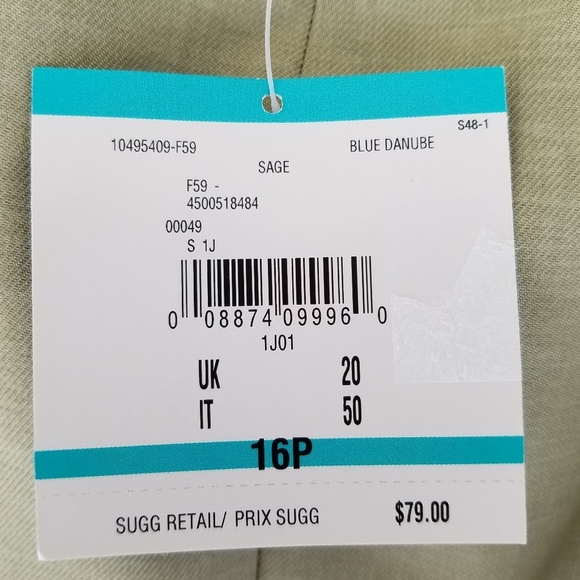 S48-1
10495409-F59 BLUE DANUBE
SAGE
F59 -
4500518484
00049
S 1J
0 08874 09996 0
1J01
UK 20
IT 50
16P
SUGG RETAIL/ PRIX SUGG $79.00